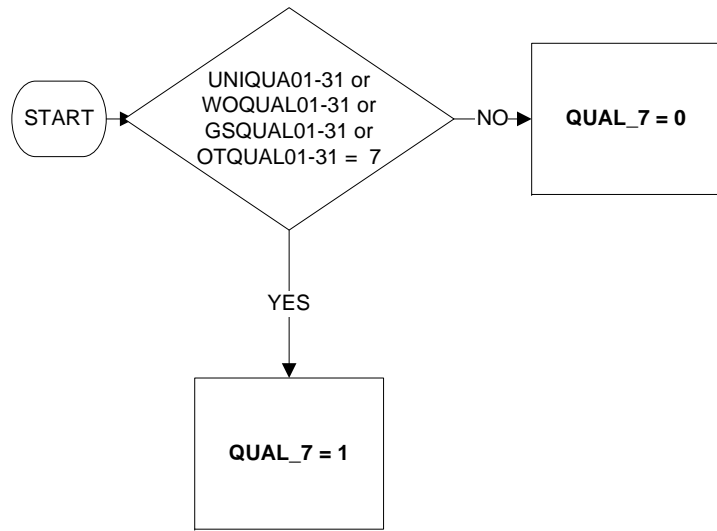 START
UNIQUA01-31 or
WOQUAL01-31 or
GSQUAL01-31 or
OTQUAL01-31 =  7
NO
QUAL_7 = 0
YES
QUAL_7 = 1